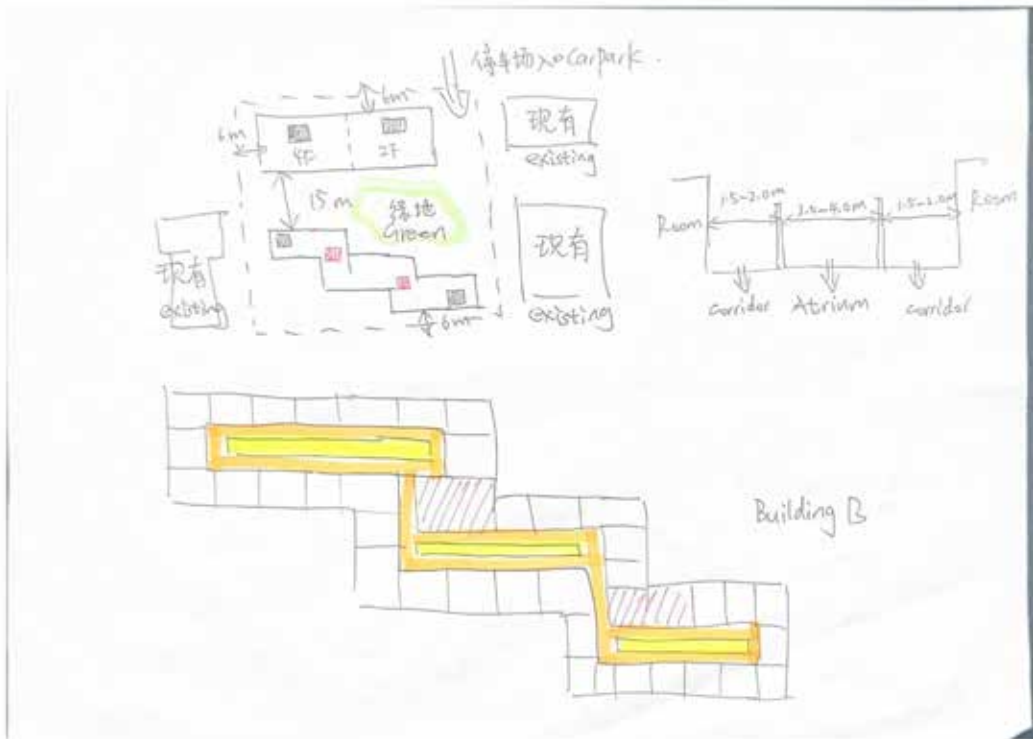 停车场入口 Carpark.
6m
6m
4F
2F
15m
绿地
Green
现有
existing
现有
existing
现有
existing
6m
Room
1.5-2.0m
1.5-2.0m
Room
corridor
Atrium
corridor
Building B